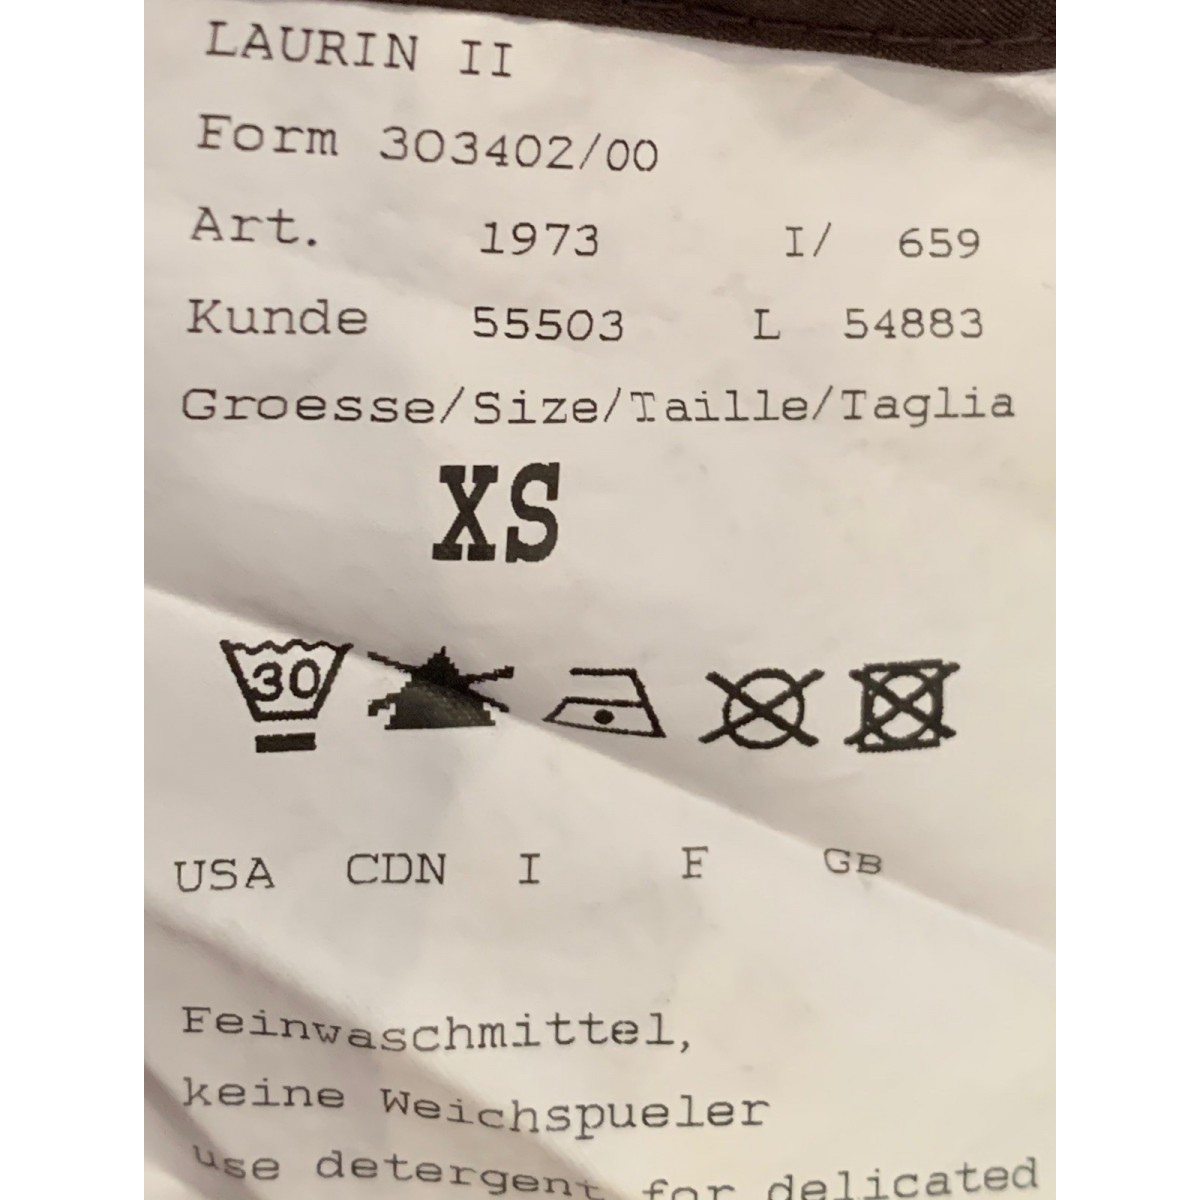 LAURIN II
Form 303402/00
Art. 1973 I/ 659
Kunde 55503 L 54883
Groesse/Size/Taille/Taglia
XS
30
USA CDN I F GB
Feinwaschmittel,
keine Weichspueler
use detergent for delicated